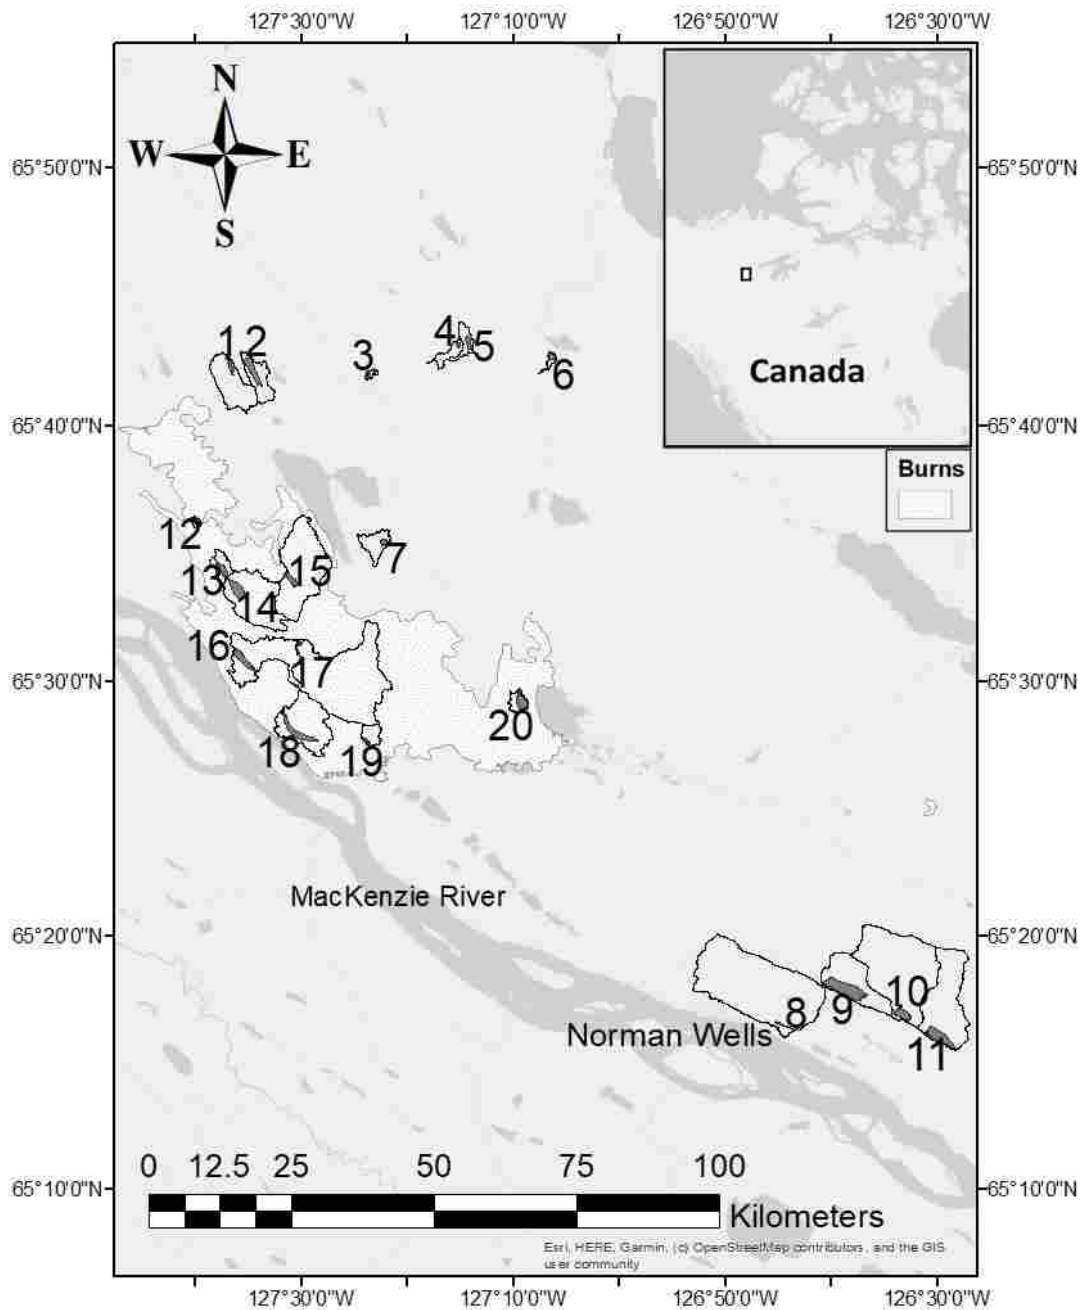 127°30'0"W 127°10'0"W 126°50'0"W 126°30'0"W
N
W E
S
65°50'0"N 65°50'0"N
Canada
1 2 3 4 5 6
65°40'0"N 65°40'0"N
Burns
12
7
13 15
14
16
17
65°30'0"N 65°30'0"N
20
18 19
MacKenzie River
65°20'0"N 65°20'0"N
8 9 10
Norman Wells
11
0 12.5 25 50 75 100
65°10'0"N 65°10'0"N
Kilometers
Esri, HERE, Garmin, (c) OpenStreetMap contributors, and the GIS
user community
127°30'0"W 127°10'0"W 126°50'0"W 126°30'0"W